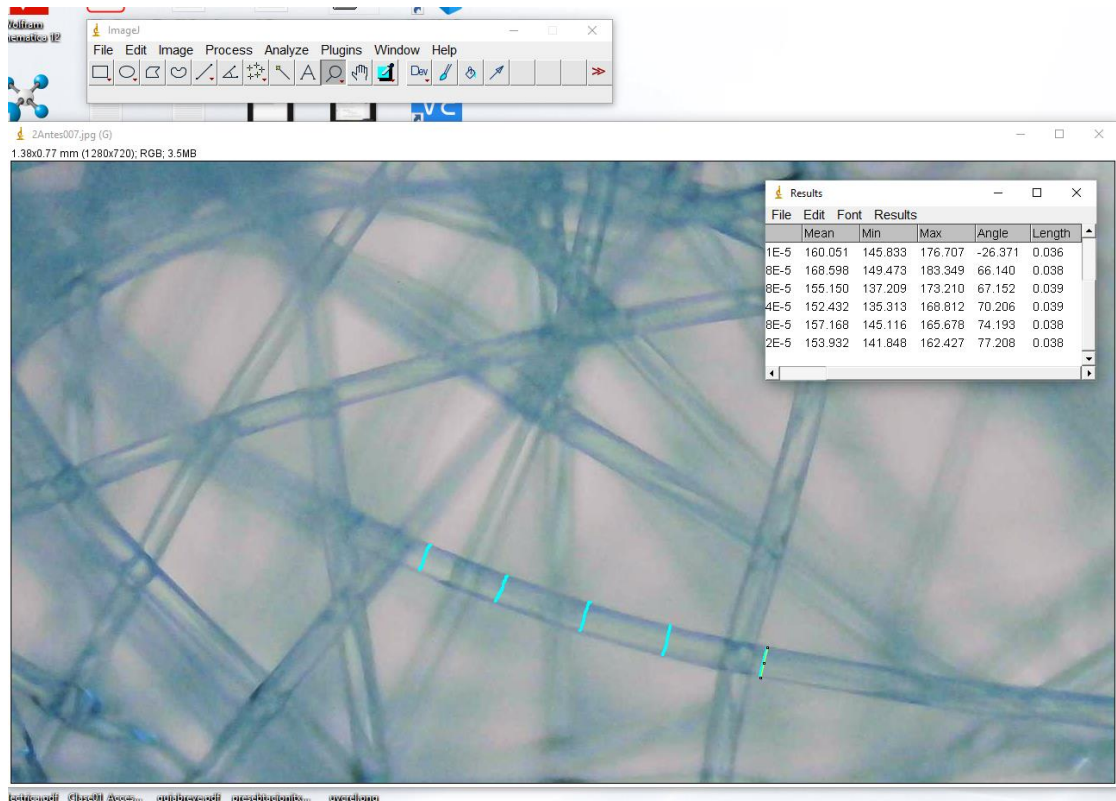 ImageJ
File Edit Image Process Analyze Plugins Window Help
Dev
2Antes007.jpg (G)
1.38x0.77 mm (1280x720); RGB; 3.5MB
Results
File Edit Font Results
Mean Min Max Angle Length
1E-5 160.051 145.833 176.707 -26.371 0.036
8E-5 168.598 149.473 183.349 66.140 0.038
8E-5 155.150 137.209 173.210 67.152 0.039
4E-5 152.432 135.313 168.812 70.206 0.039
8E-5 157.168 145.116 165.678 74.193 0.038
2E-5 153.932 141.848 162.427 77.208 0.038